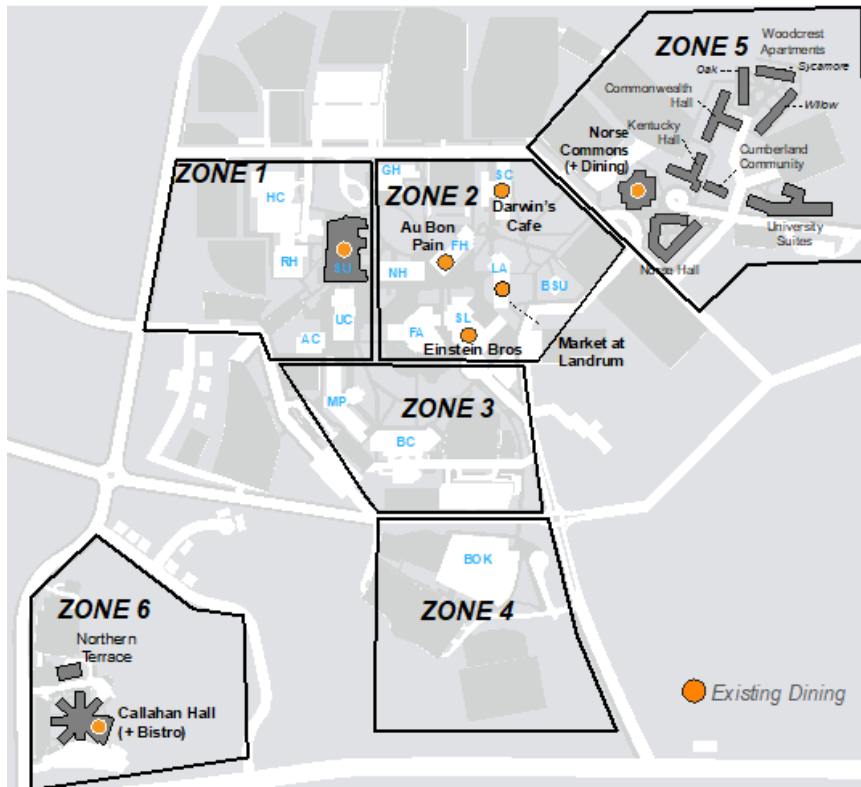 ZONE 5
Woodcrest
Apartments
Oak
Sycamore
Commonwealth
Hall
Willow
Norse
Commons
(+ Dining)
Kentucky
Hall
Cumberland
Community
University
Suites
Norse Hall
ZONE 1
HC
RH
SU
UC
AC
GH
ZONE 2
SC
Darwin's
Cafe
Au Bon
Pain
FH
NH
LA
BSU
SL
FA
Einstein Bros
Market at
Landrum
MP
ZONE 3
BC
BOK
ZONE 4
ZONE 6
Northern
Terrace
Callahan Hall
(+ Bistro)
Existing Dining